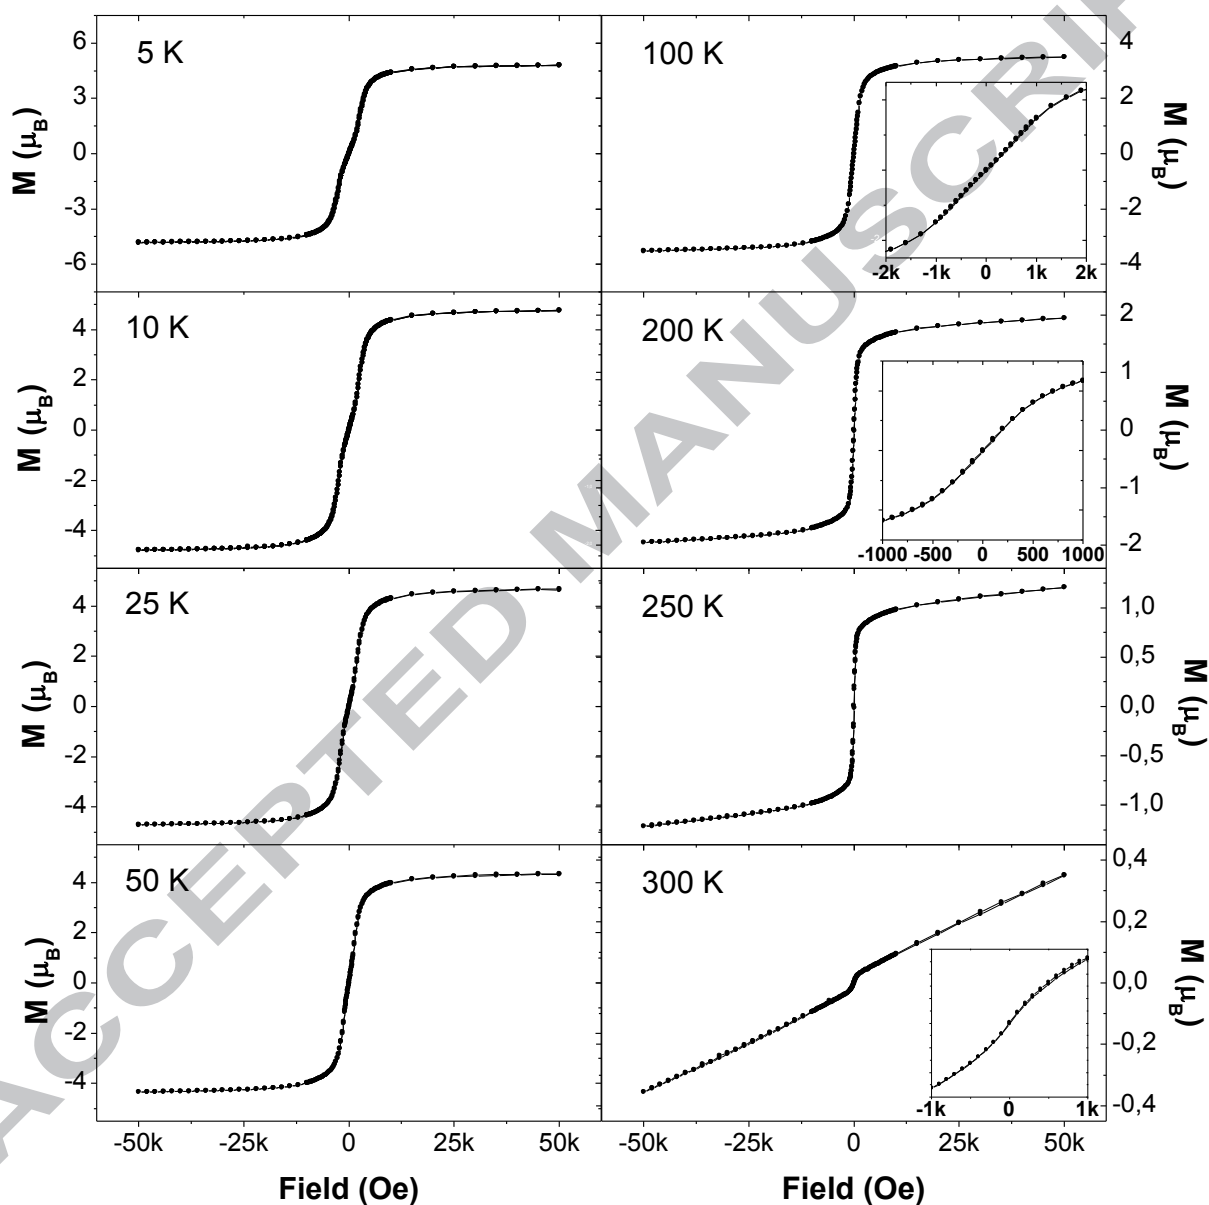 5 K
6
3
0
-3
-6
M (μB)
100 K
4
2
0
-2
-4
M (μB)
-2k -1k 0 1k 2k
10 K
4
2
0
-2
-4
M (μB)
200 K
2
1
0
-1
-2
M (μB)
-1000 -500 0 500 1000
25 K
4
2
0
-2
-4
M (μB)
250 K
1,0
0,5
0,0
-0,5
-1,0
M (μB)
50 K
4
2
0
-2
-4
M (μB)
300 K
0,4
0,2
0,0
-0,2
-0,4
M (μB)
-1k 0 1k
-50k -25k 0 25k 50k
-50k -25k 0 25k 50k
Field (Oe)
Field (Oe)
ACCEPTED MANUSCRI